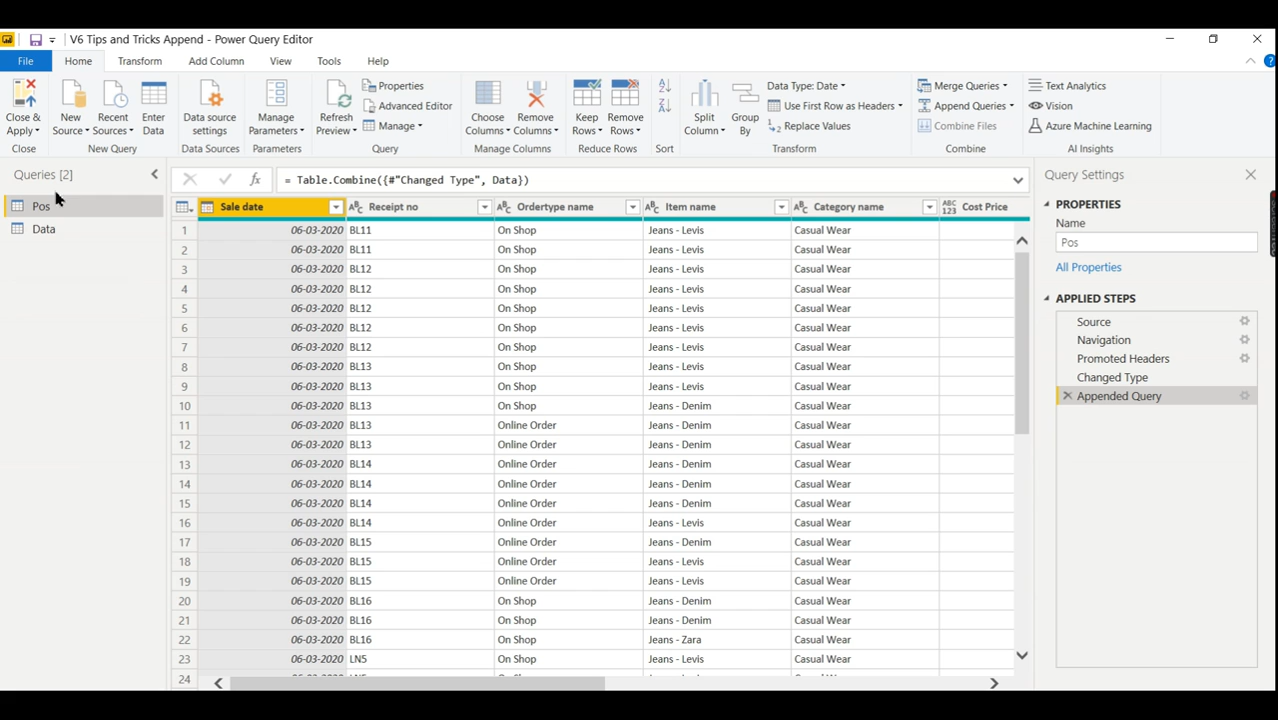 V6 Tips and Tricks Append - Power Query Editor
File Home Transform Add Column View Tools Help
Close & Apply
New Source
Recent Sources
Enter Data
Data source settings
Manage Parameters
Refresh Preview
Properties
Advanced Editor
Manage
Choose Columns
Remove Columns
Keep Rows
Remove Rows
Split Column
Group By
Data Type: Date
Use First Row as Headers
Replace Values
Merge Queries
Append Queries
Combine Files
Text Analytics
Vision
Azure Machine Learning
Close New Query Data Sources Parameters Query Manage Columns Reduce Rows Sort Transform Combine AI Insights
Queries [2]
Pos
Data
fx = Table.Combine({#"Changed Type", Data})
Sale date ABC Receipt no ABC Ordertype name ABC Item name ABC Category name ABC 123 Cost Price
1 06-03-2020 BL11 On Shop Jeans - Levis Casual Wear
2 06-03-2020 BL11 On Shop Jeans - Levis Casual Wear
3 06-03-2020 BL12 On Shop Jeans - Levis Casual Wear
4 06-03-2020 BL12 On Shop Jeans - Levis Casual Wear
5 06-03-2020 BL12 On Shop Jeans - Levis Casual Wear
6 06-03-2020 BL12 On Shop Jeans - Levis Casual Wear
7 06-03-2020 BL12 On Shop Jeans - Levis Casual Wear
8 06-03-2020 BL13 On Shop Jeans - Levis Casual Wear
9 06-03-2020 BL13 On Shop Jeans - Levis Casual Wear
10 06-03-2020 BL13 On Shop Jeans - Denim Casual Wear
11 06-03-2020 BL13 Online Order Jeans - Denim Casual Wear
12 06-03-2020 BL13 Online Order Jeans - Denim Casual Wear
13 06-03-2020 BL14 Online Order Jeans - Denim Casual Wear
14 06-03-2020 BL14 Online Order Jeans - Denim Casual Wear
15 06-03-2020 BL14 Online Order Jeans - Denim Casual Wear
16 06-03-2020 BL14 Online Order Jeans - Levis Casual Wear
17 06-03-2020 BL15 Online Order Jeans - Denim Casual Wear
18 06-03-2020 BL15 Online Order Jeans - Levis Casual Wear
19 06-03-2020 BL15 Online Order Jeans - Levis Casual Wear
20 06-03-2020 BL16 On Shop Jeans - Denim Casual Wear
21 06-03-2020 BL16 On Shop Jeans - Denim Casual Wear
22 06-03-2020 BL16 On Shop Jeans - Zara Casual Wear
23 06-03-2020 LN5 On Shop Jeans - Levis Casual Wear
24
Query Settings
PROPERTIES
Name
Pos
All Properties
APPLIED STEPS
Source
Navigation
Promoted Headers
Changed Type
Appended Query